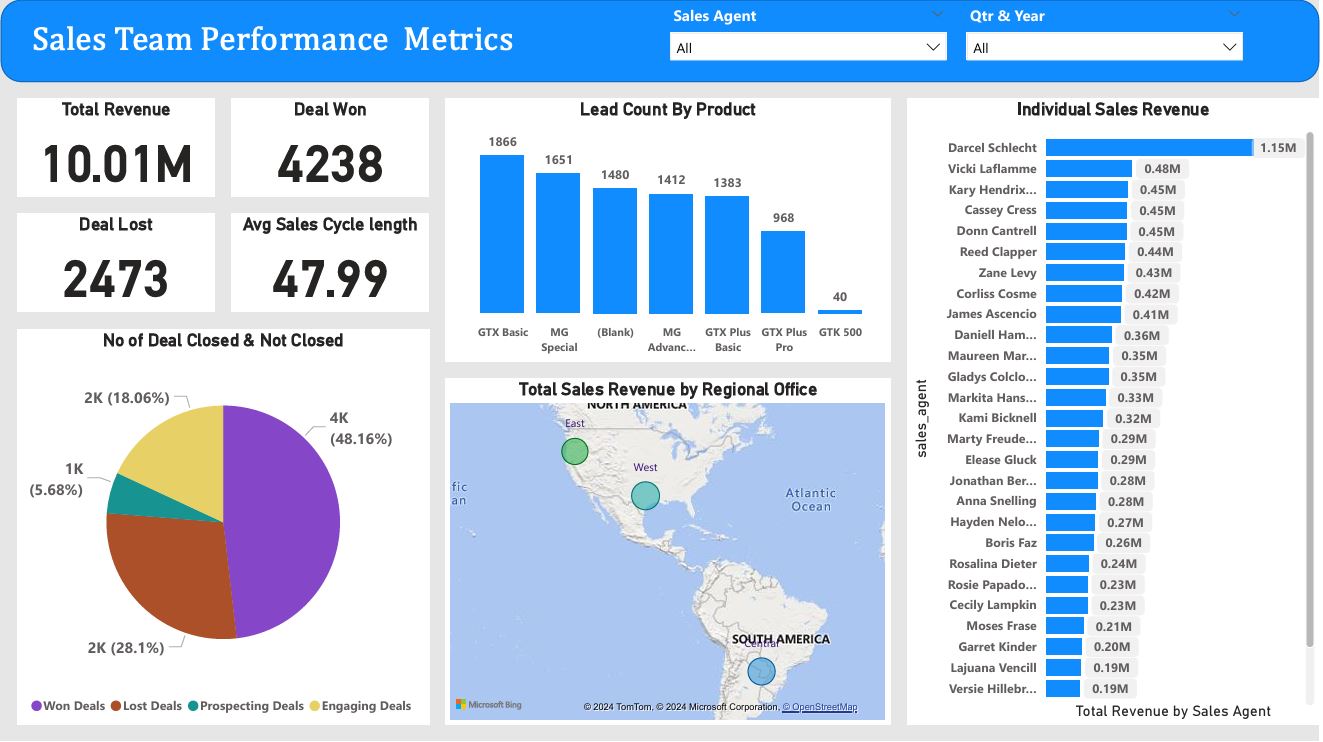 Sales Team Performance Metrics
Sales Agent
All
Qtr & Year
All
Total Revenue
10.01M
Deal Won
4238
Deal Lost
2473
Avg Sales Cycle length
47.99
No of Deal Closed & Not Closed
2K (18.06%)
4K
(48.16%)
1K
(5.68%)
2K (28.1%)
Won Deals Lost Deals Prospecting Deals Engaging Deals
Lead Count By Product
1866
1651
1480
1412
1383
968
40
GTX Basic
MG
Special
(Blank)
MG
Advanc...
GTX Plus
Basic
GTX Plus
Pro
GTK 500
Total Sales Revenue by Regional Office
NORTH AMERICA
East
West
fic
an
Atlantic
Ocean
SOUTH AMERICA
Central
Microsoft Bing
© 2024 TomTom, © 2024 Microsoft Corporation, © OpenStreetMap
Individual Sales Revenue
sales_agent
Darcel Schlecht 1.15M
Vicki Laflamme 0.48M
Kary Hendrix... 0.45M
Cassey Cress 0.45M
Donn Cantrell 0.45M
Reed Clapper 0.44M
Zane Levy 0.43M
Corliss Cosme 0.42M
James Ascencio 0.41M
Daniell Ham... 0.36M
Maureen Mar... 0.35M
Gladys Colclo... 0.35M
Markita Hans... 0.33M
Kami Bicknell 0.32M
Marty Freude... 0.29M
Elease Gluck 0.29M
Jonathan Ber... 0.28M
Anna Snelling 0.28M
Hayden Nelo... 0.27M
Boris Faz 0.26M
Rosalina Dieter 0.24M
Rosie Papado... 0.23M
Cecily Lampkin 0.23M
Moses Frase 0.21M
Garret Kinder 0.20M
Lajuana Vencill 0.19M
Versie Hillebr... 0.19M
Total Revenue by Sales Agent